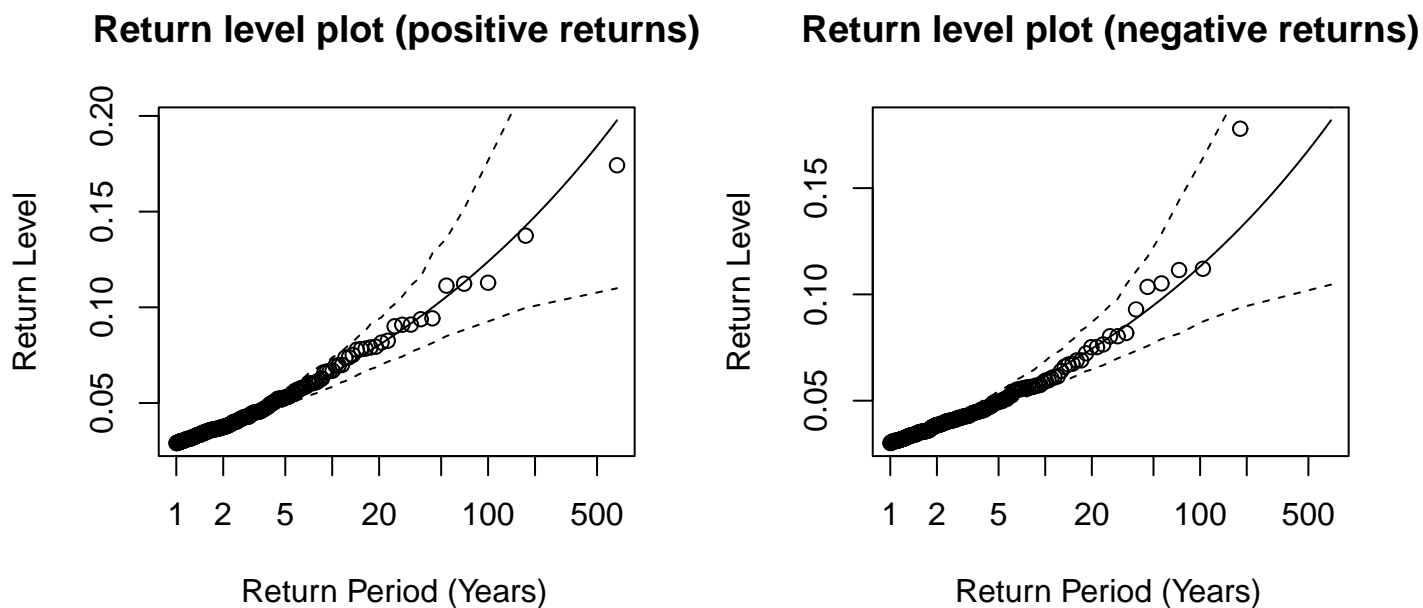 Return level plot (positive returns)
Return Level
0.05 0.10 0.15 0.20
1 2 5 20 100 500
Return Period (Years)
Return level plot (negative returns)
Return Level
0.05 0.10 0.15
1 2 5 20 100 500
Return Period (Years)